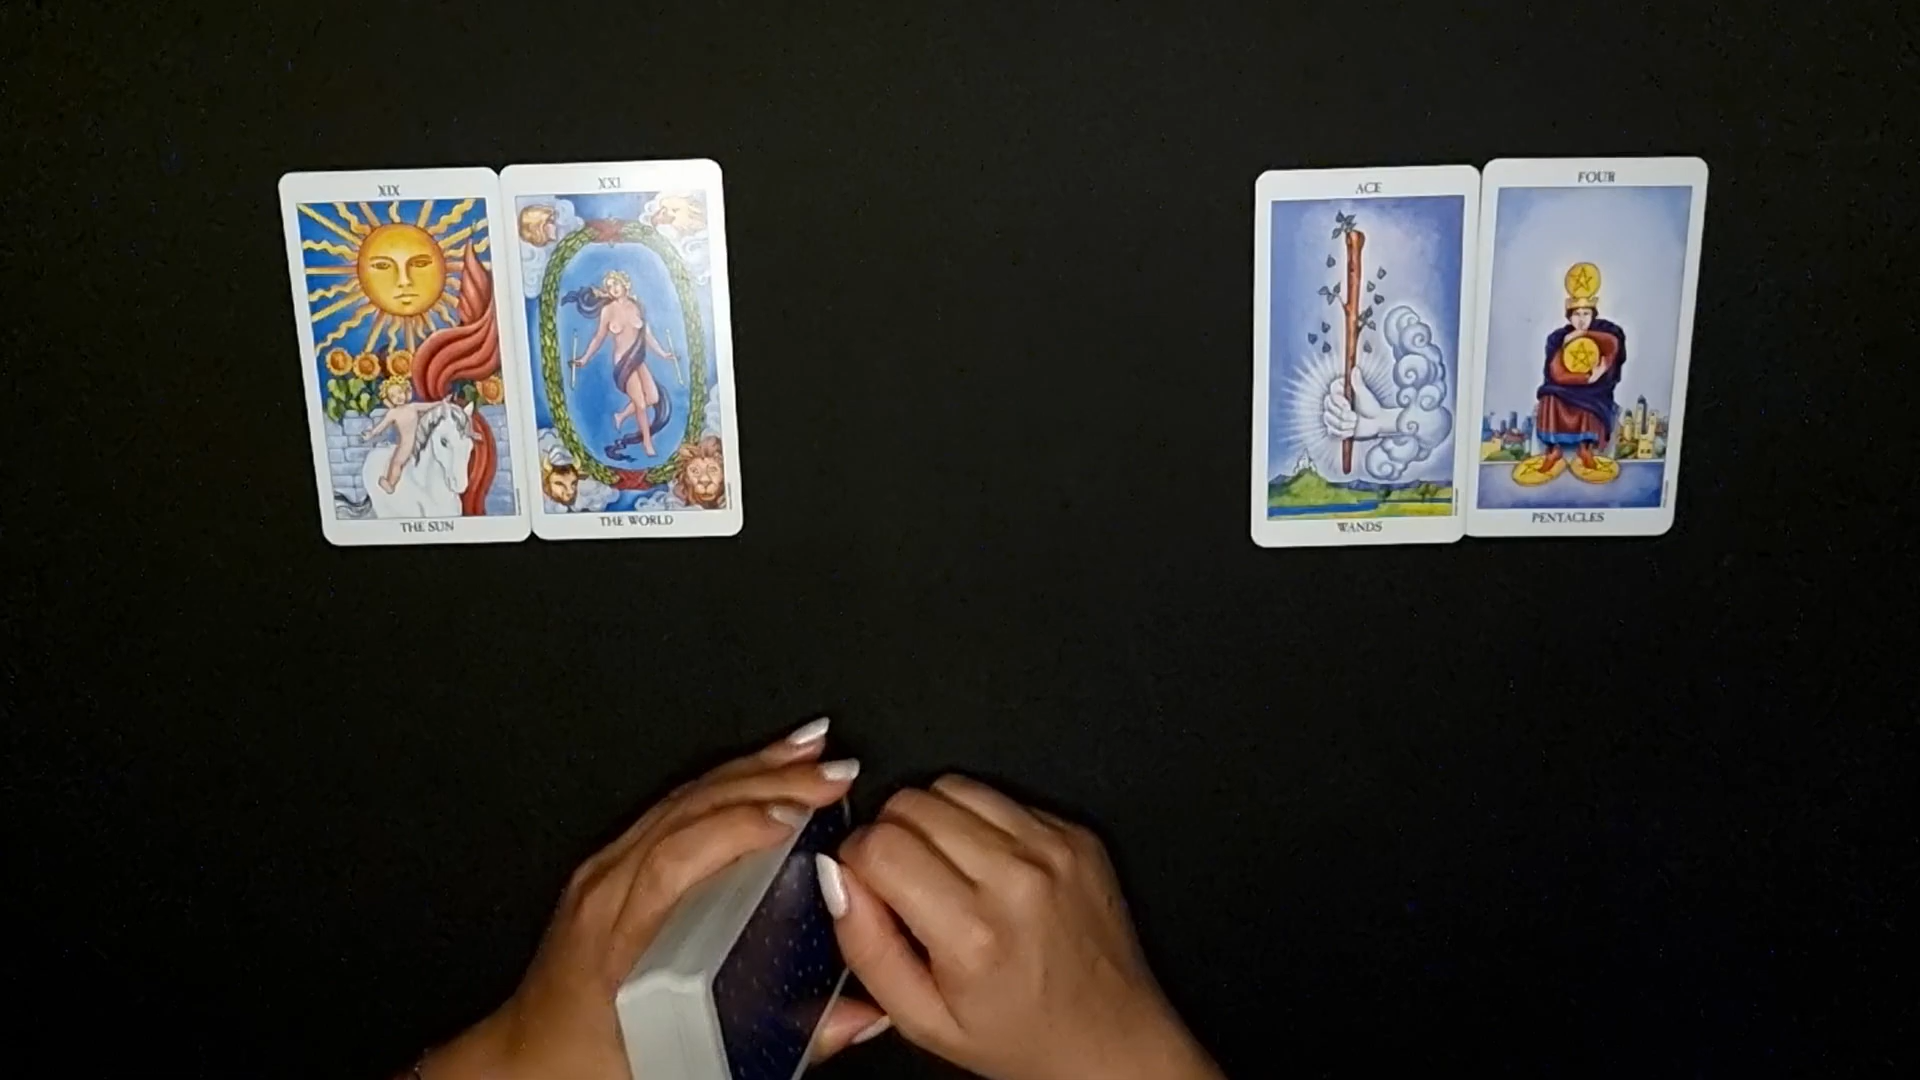 XIX
THE SUN
XXI
THE WORLD
ACE
WANDS
FOUR
PENTACLES